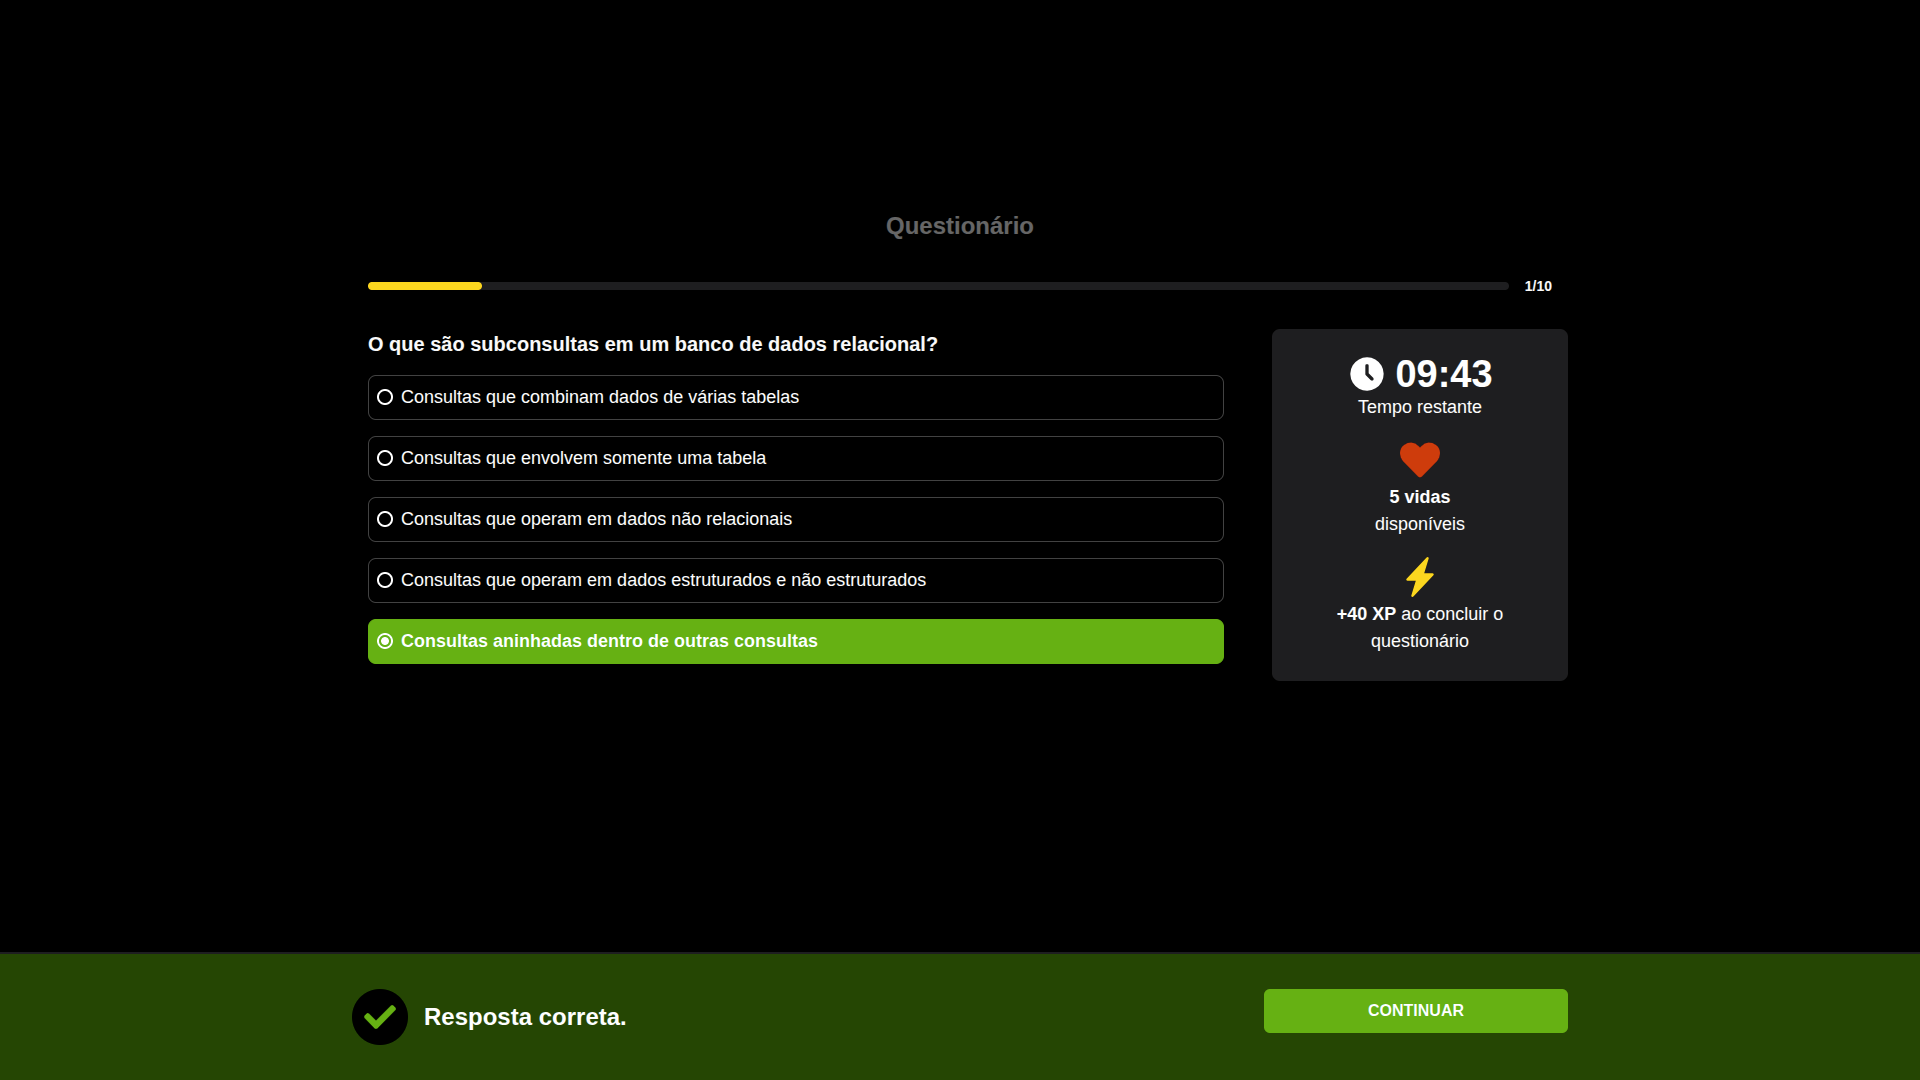 Questionário
1/10
O que são subconsultas em um banco de dados relacional?
Consultas que combinam dados de várias tabelas
Consultas que envolvem somente uma tabela
Consultas que operam em dados não relacionais
Consultas que operam em dados estruturados e não estruturados
Consultas aninhadas dentro de outras consultas
09:43
Tempo restante
5 vidas
disponíveis
+40 XP ao concluir o
questionário
Resposta correta.
CONTINUAR